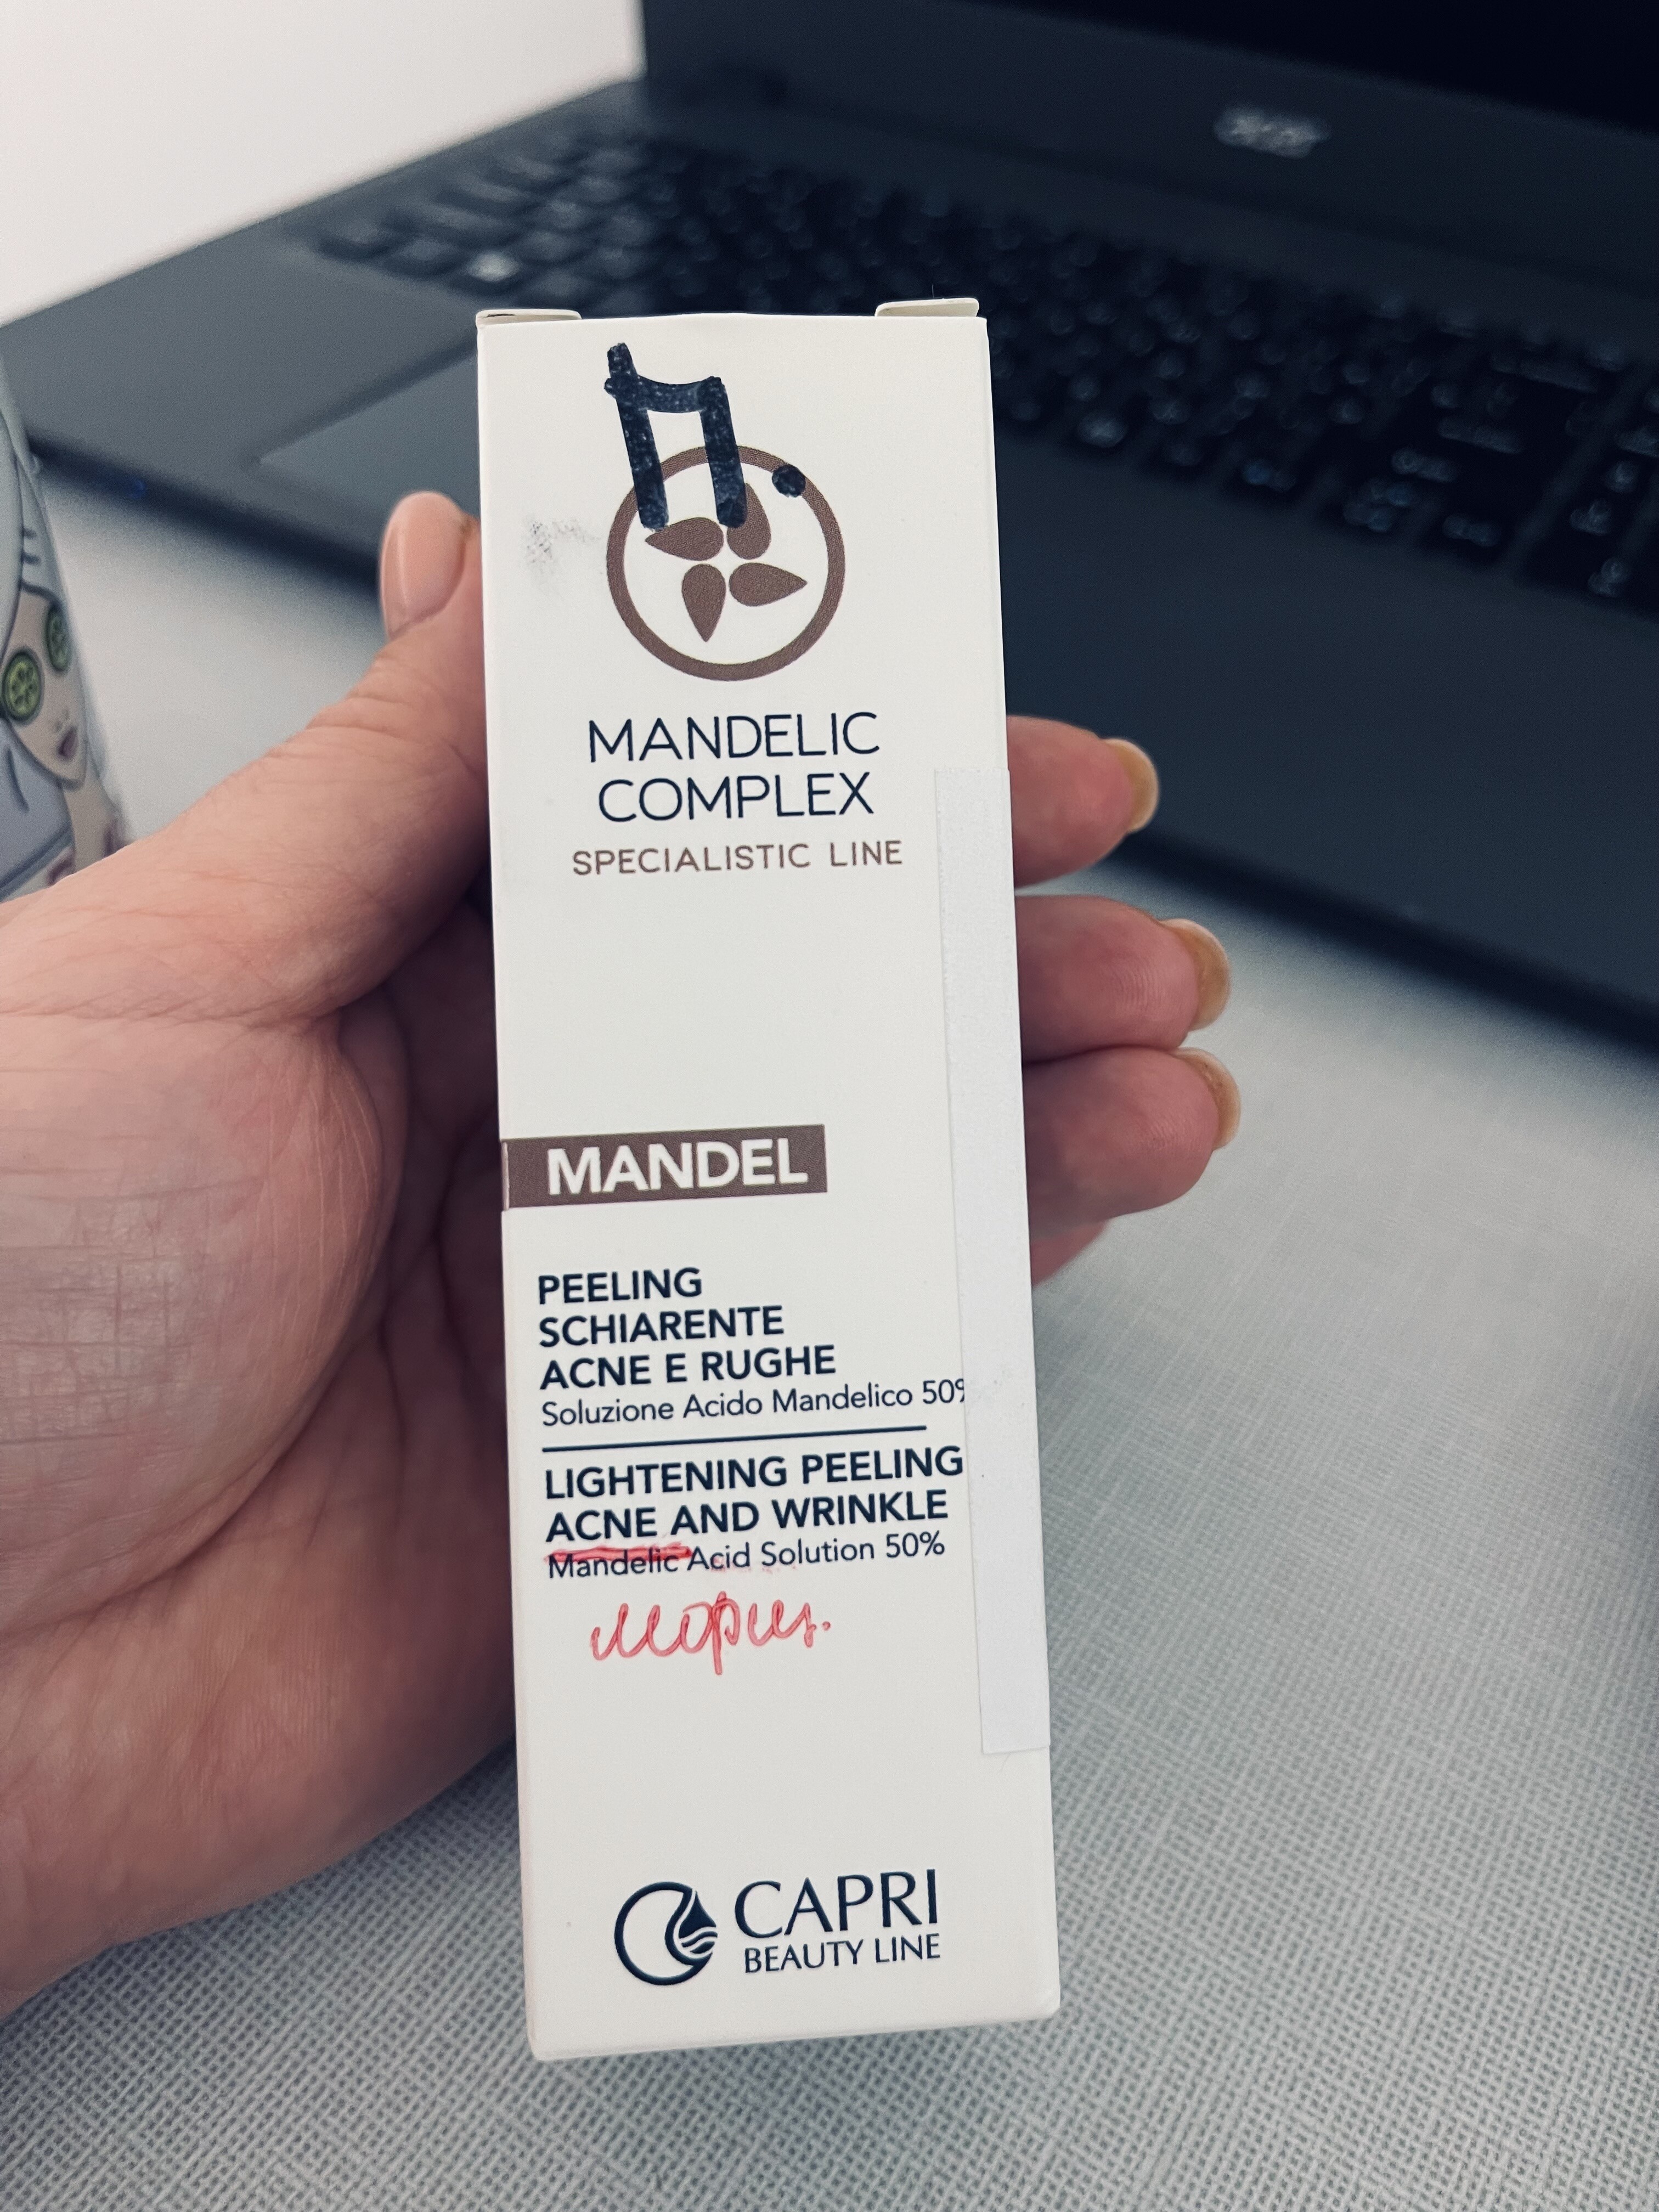 П.
MANDELIC
COMPLEX
SPECIALISTIC LINE
MANDEL
PEELING
SCHIARENTE
ACNE E RUGHE
Soluzione Acido Mandelico 50%
LIGHTENING PEELING
ACNE AND WRINKLE
Mandelic Acid Solution 50%
CAPRI
BEAUTY LINE